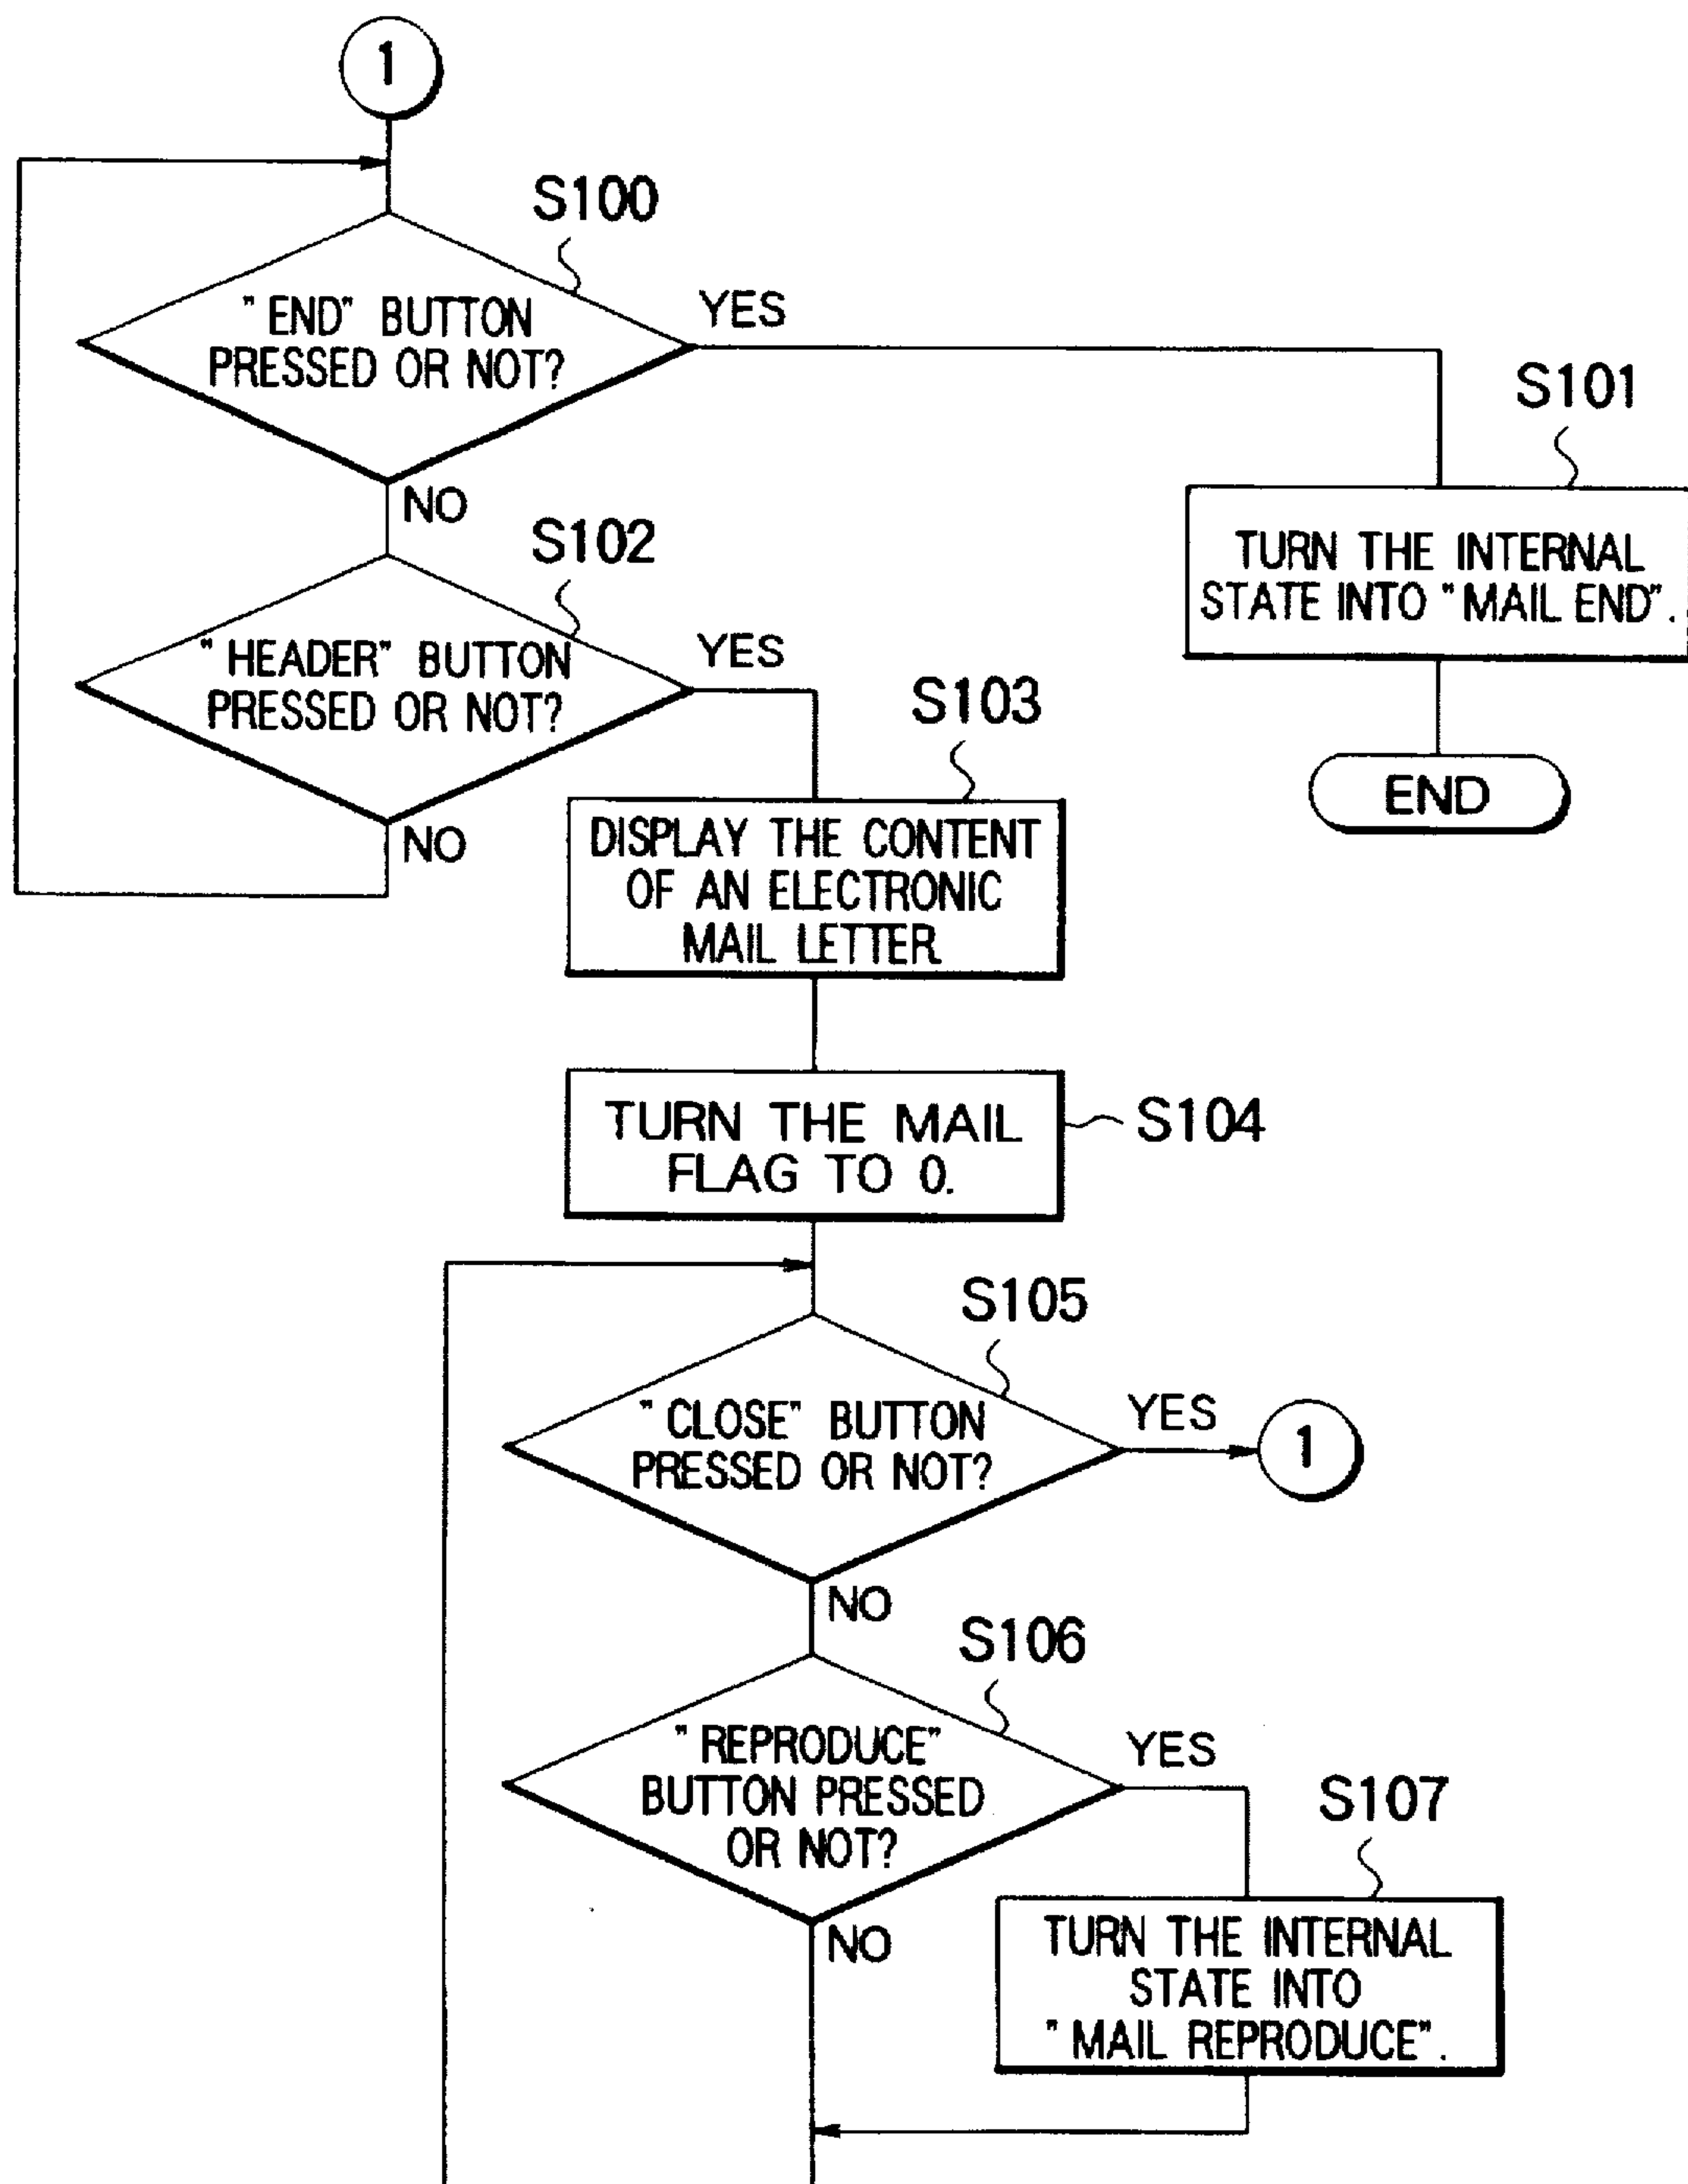 1
S100
" END" BUTTON
PRESSED OR NOT?
YES
NO
S101
TURN THE INTERNAL
STATE INTO "MAIL END".
END
S102
" HEADER" BUTTON
PRESSED OR NOT?
YES
NO
S103
DISPLAY THE CONTENT
OF AN ELECTRONIC
MAIL LETTER
TURN THE MAIL
FLAG TO 0.
S104
S105
" CLOSE" BUTTON
PRESSED OR NOT?
YES
1
NO
S106
" REPRODUCE"
BUTTON PRESSED
OR NOT?
YES
NO
S107
TURN THE INTERNAL
STATE INTO
" MAIL REPRODUCE".